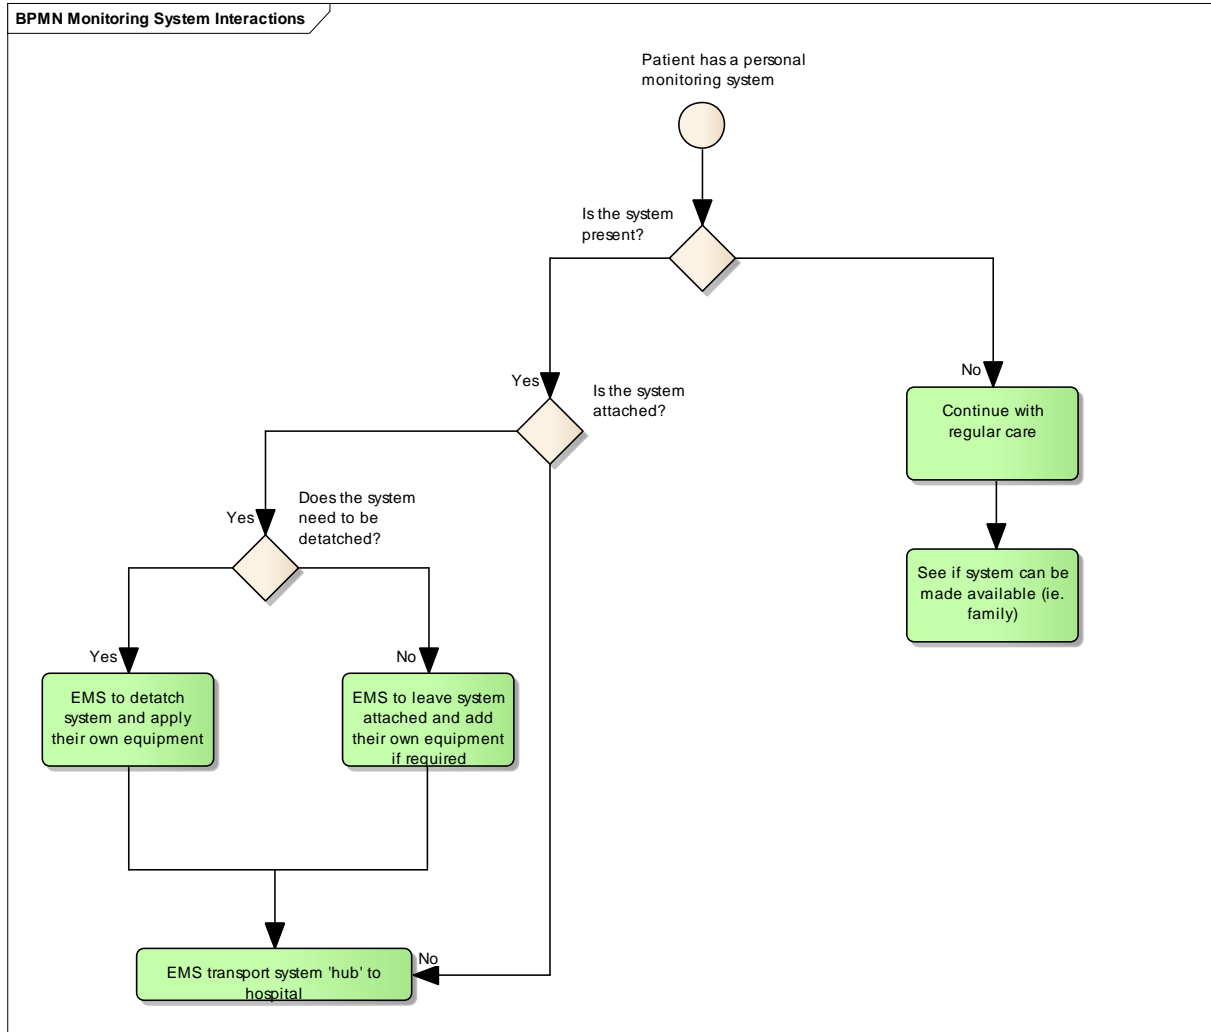 BPMN Monitoring System Interactions
Patient has a personal
monitoring system
Is the system
present?
Yes
Is the system
attached?
No
Continue with
regular care
Does the system
need to be
detatched?
Yes
See if system can be
made available (ie.
family)
Yes
No
EMS to detatch
system and apply
their own equipment
EMS to leave system
attached and add
their own equipment
if required
No
EMS transport system 'hub' to
hospital